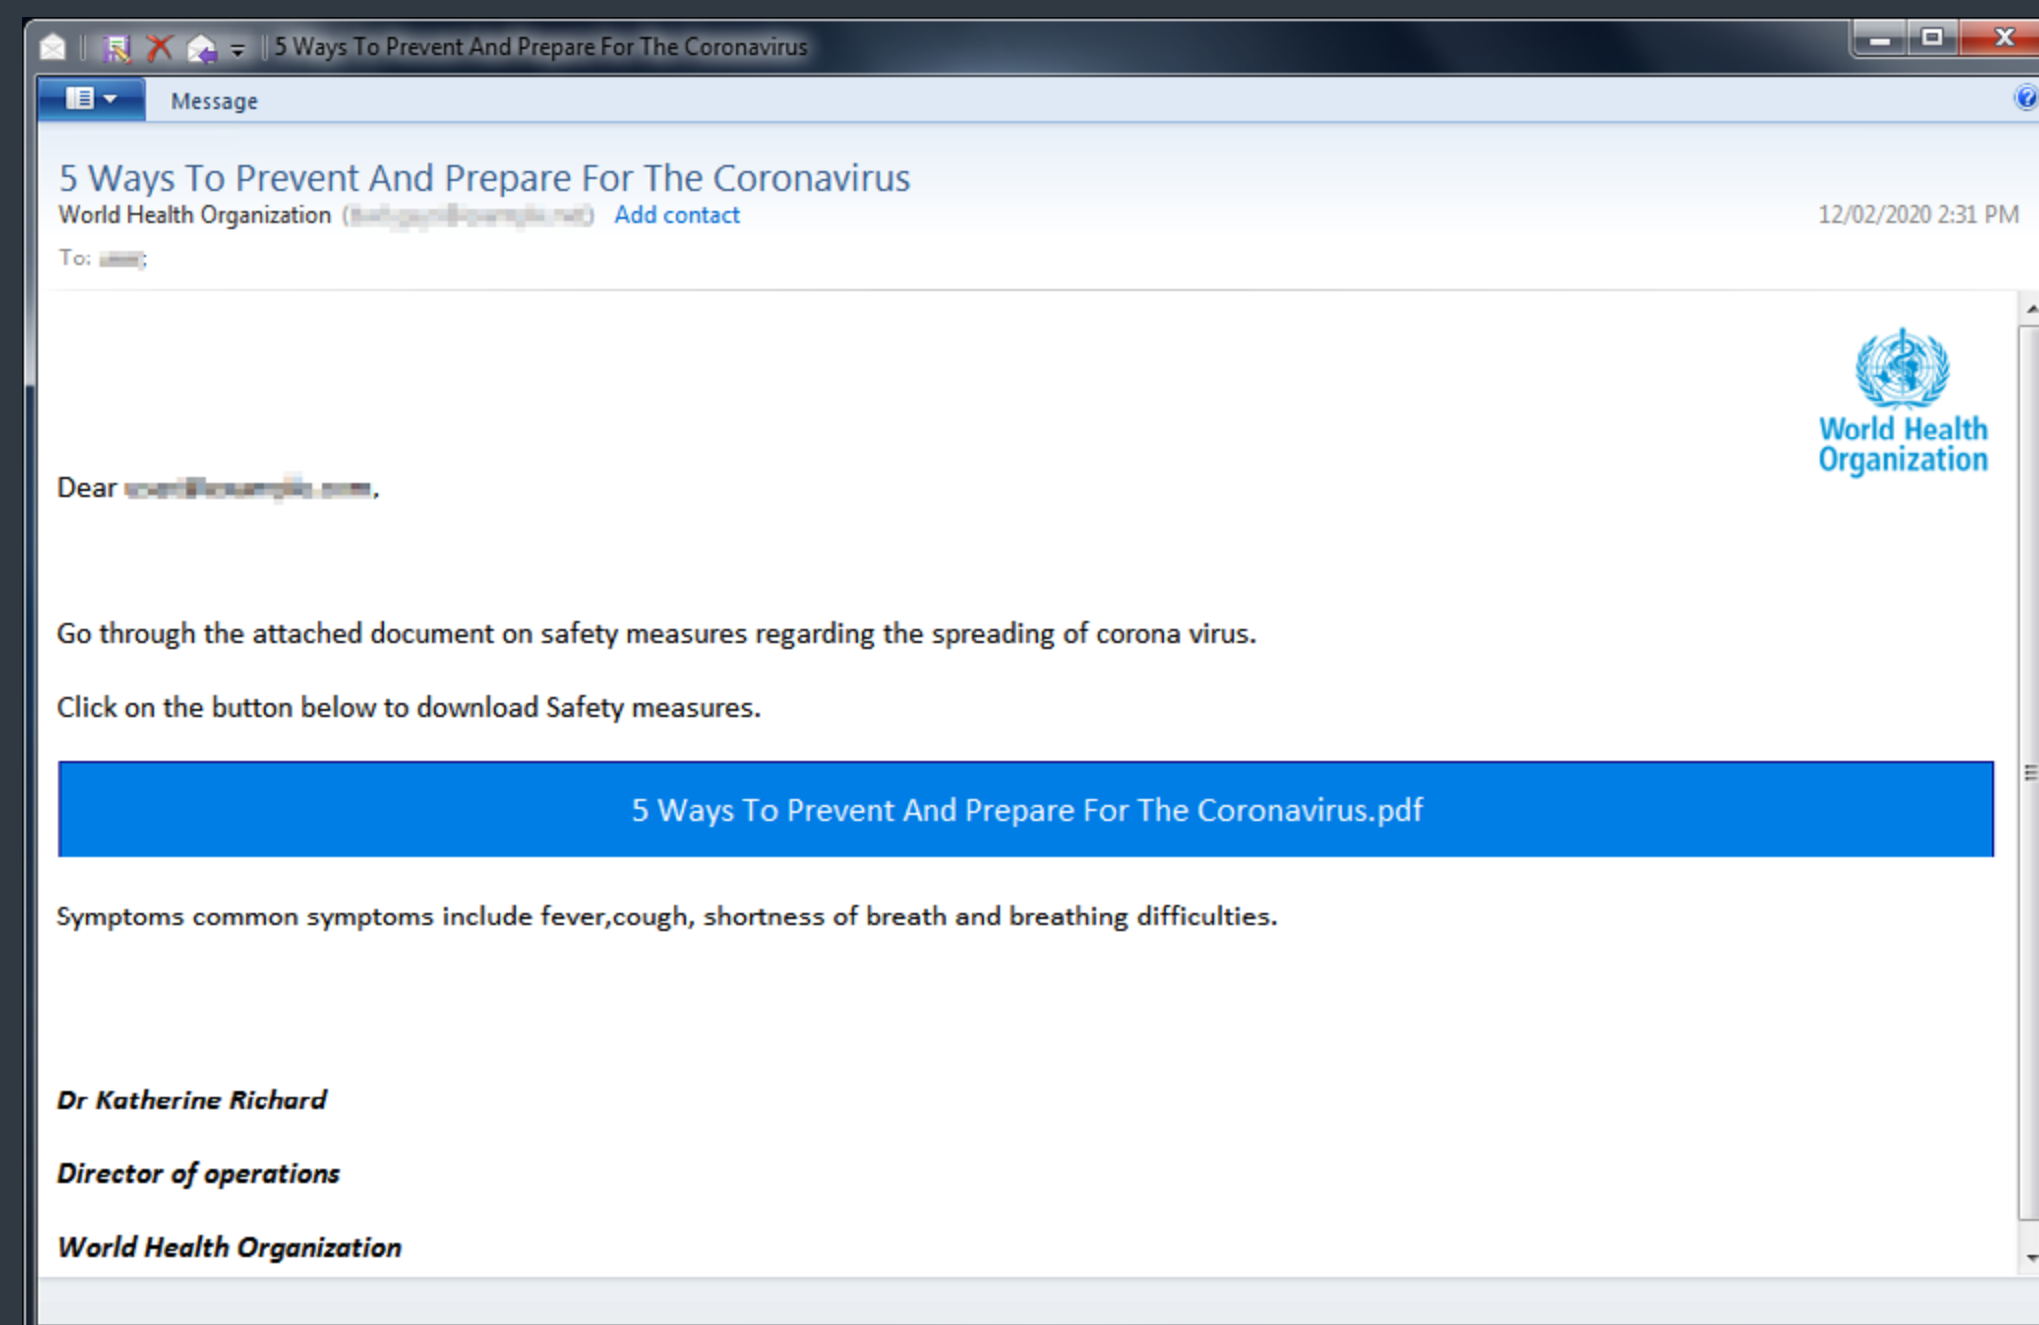 5 Ways To Prevent And Prepare For The Coronavirus
Message
5 Ways To Prevent And Prepare For The Coronavirus
World Health Organization Add contact
12/02/2020 2:31 PM
To:
World Health
Organization
Dear
Go through the attached document on safety measures regarding the spreading of corona virus.
Click on the button below to download Safety measures.
5 Ways To Prevent And Prepare For The Coronavirus.pdf
Symptoms common symptoms include fever,cough, shortness of breath and breathing difficulties.
Dr Katherine Richard
Director of operations
World Health Organization